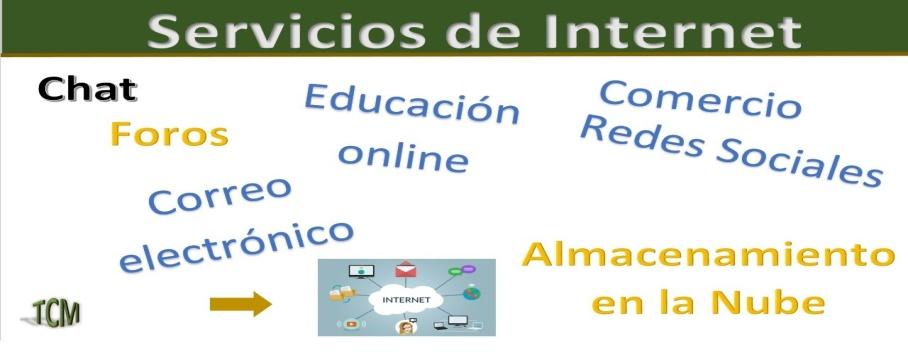 Servicios de Internet
Chat
Foros
Educación
online
Comercio
Redes Sociales
Correo
electrónico
Almacenamiento
en la Nube
INTERNET
TCM